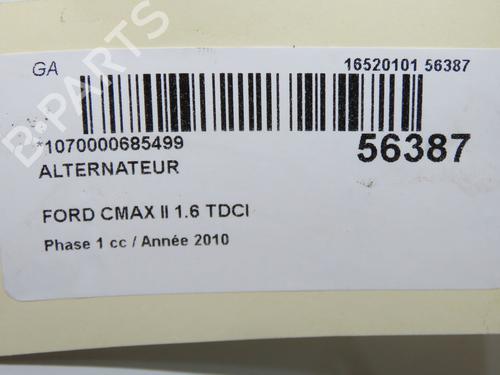 GA
16520101 56387
*1070000685499
56387
ALTERNATEUR
FORD CMAX II 1.6 TDCI
Phase 1 cc / Année 2010
B-PARTS